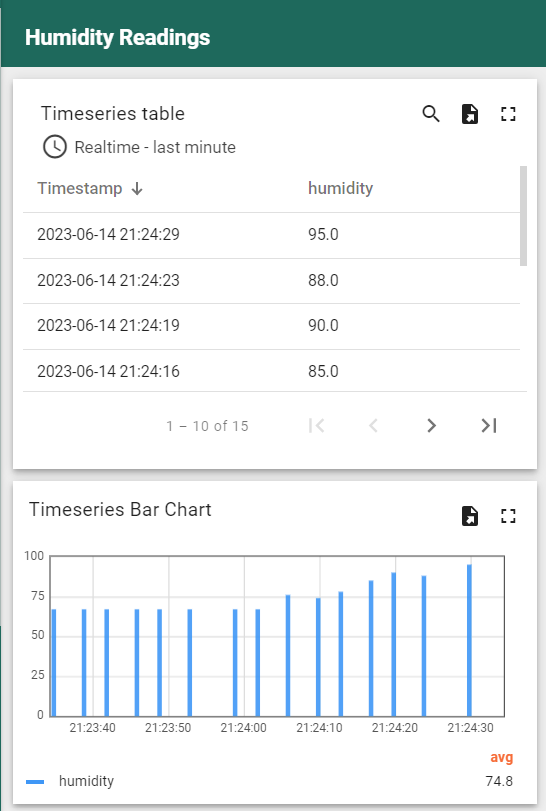 Humidity Readings
Timeseries table
Realtime - last minute
Timestamp humidity
2023-06-14 21:24:29 95.0
2023-06-14 21:24:23 88.0
2023-06-14 21:24:19 90.0
2023-06-14 21:24:16 85.0
1 – 10 of 15
Timeseries Bar Chart
100
75
50
25
0
21:23:40 21:23:50 21:24:00 21:24:10 21:24:20 21:24:30
avg
humidity 74.8